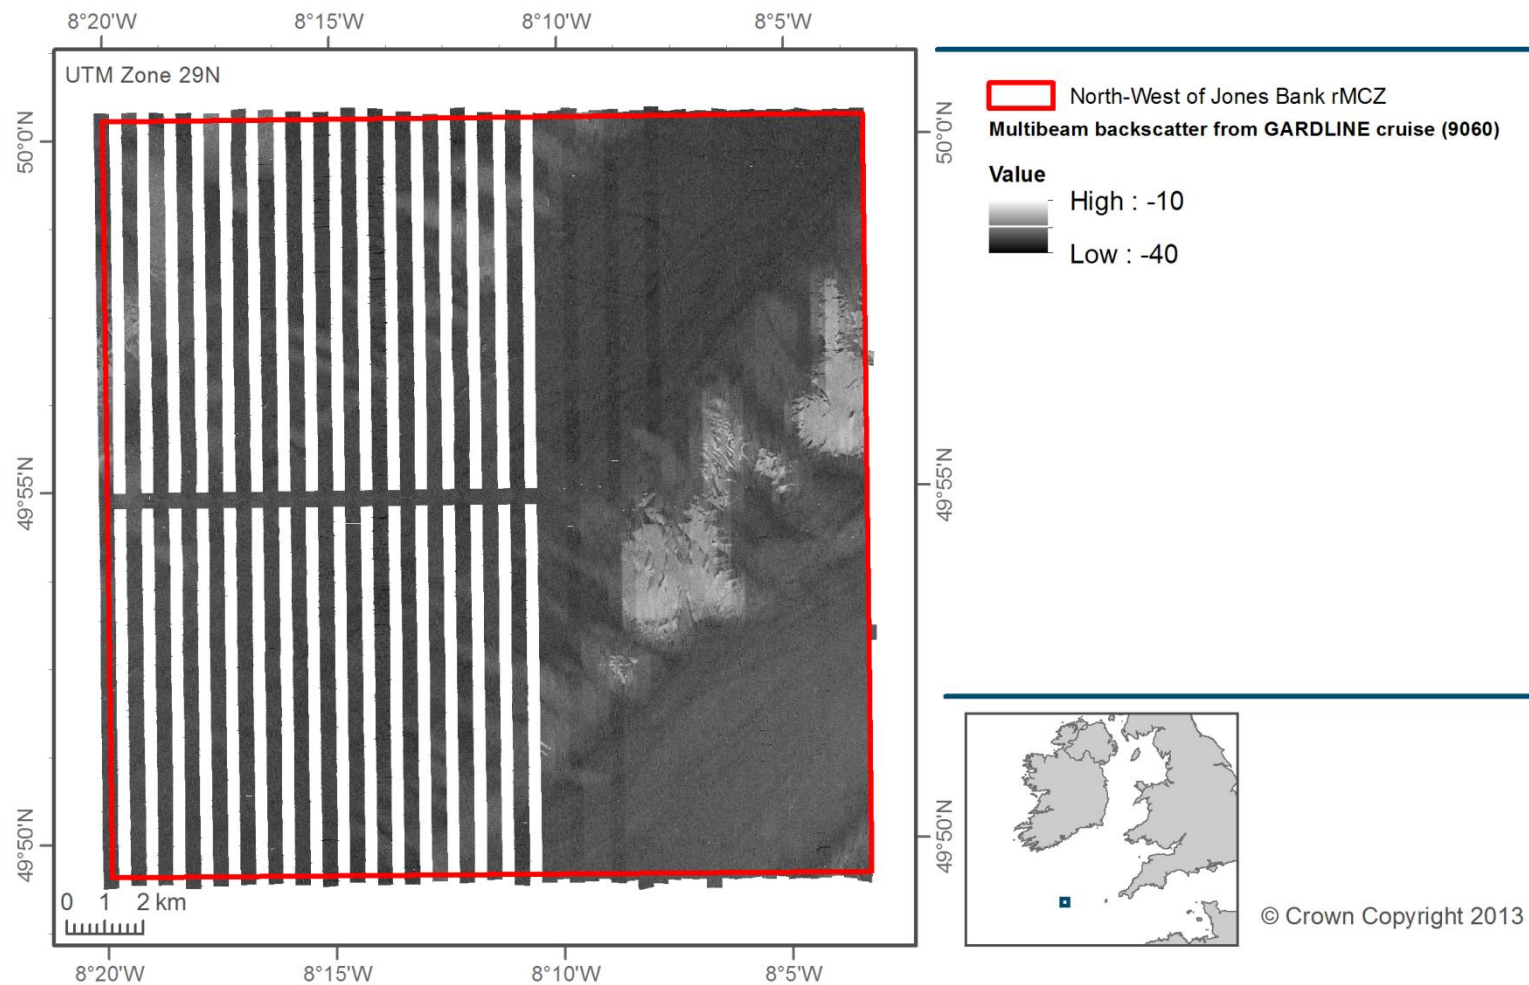 8°20'W 8°15'W 8°10'W 8°5'W
UTM Zone 29N
50°0'N
49°55'N
49°50'N
50°0'N
49°55'N
49°50'N
0 1 2 km
8°20'W 8°15'W 8°10'W 8°5'W
North-West of Jones Bank rMCZ
Multibeam backscatter from GARDLINE cruise (9060)
Value
High : -10
Low : -40
© Crown Copyright 2013